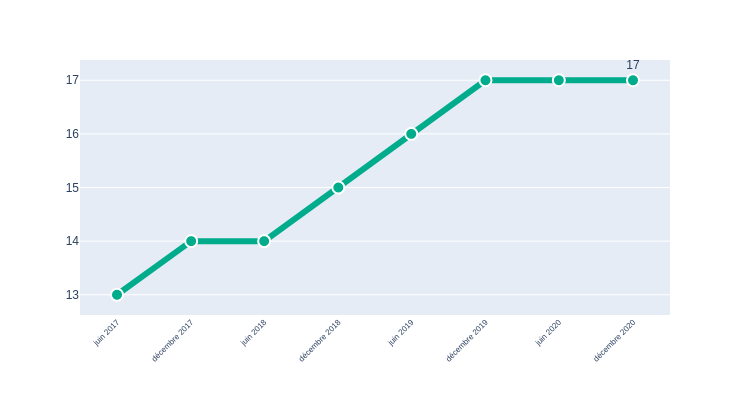 17
17
16
15
14
13
juin 2017
décembre 2017
juin 2018
décembre 2018
juin 2019
décembre 2019
juin 2020
décembre 2020